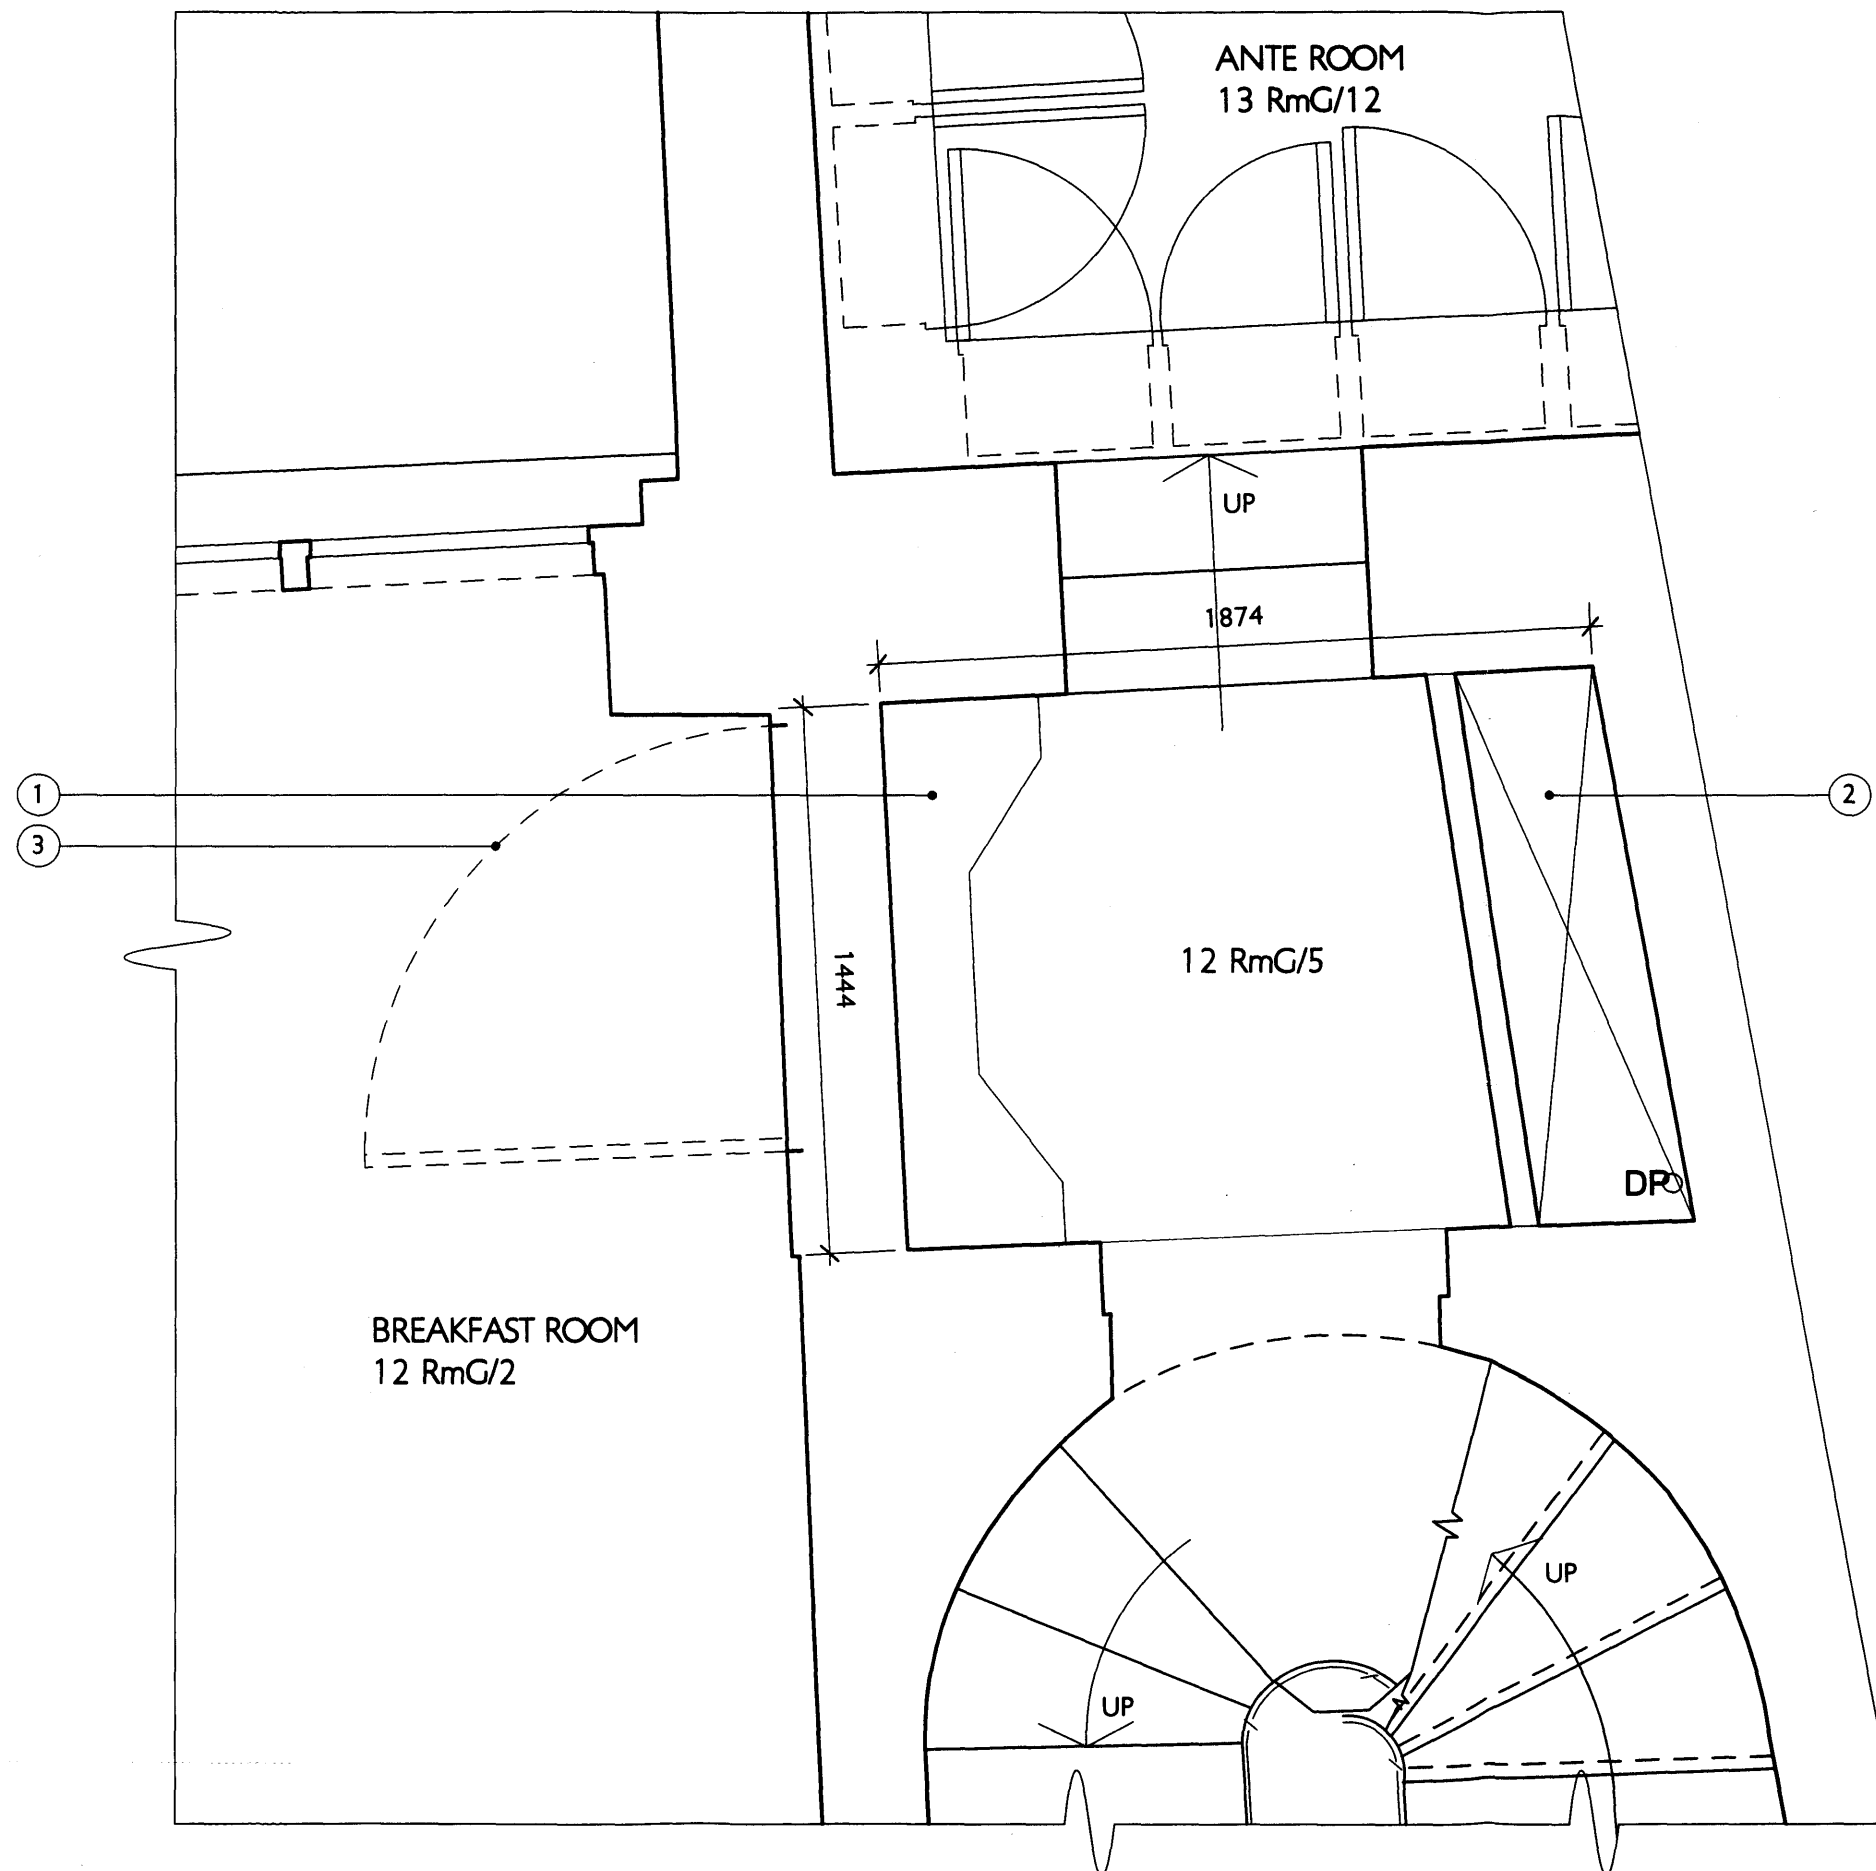 ANTE ROOM
13 RmG/12
UP
1874
1
2
3
1444
12 RmG/5
DP
BREAKFAST ROOM
12 RmG/2
UP
UP